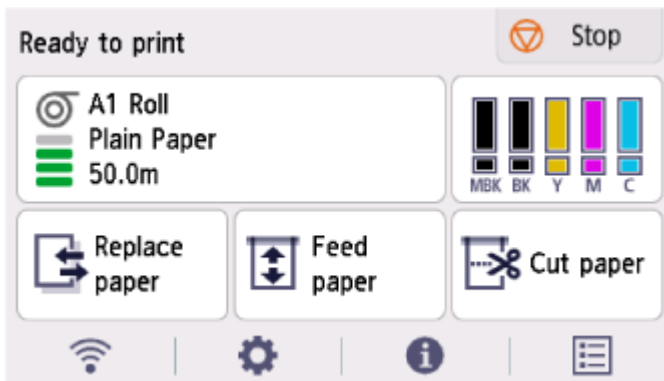 Ready to print
Stop
A1 Roll
Plain Paper
50.0m
MBK BK Y M C
Replace
paper
Feed
paper
Cut paper